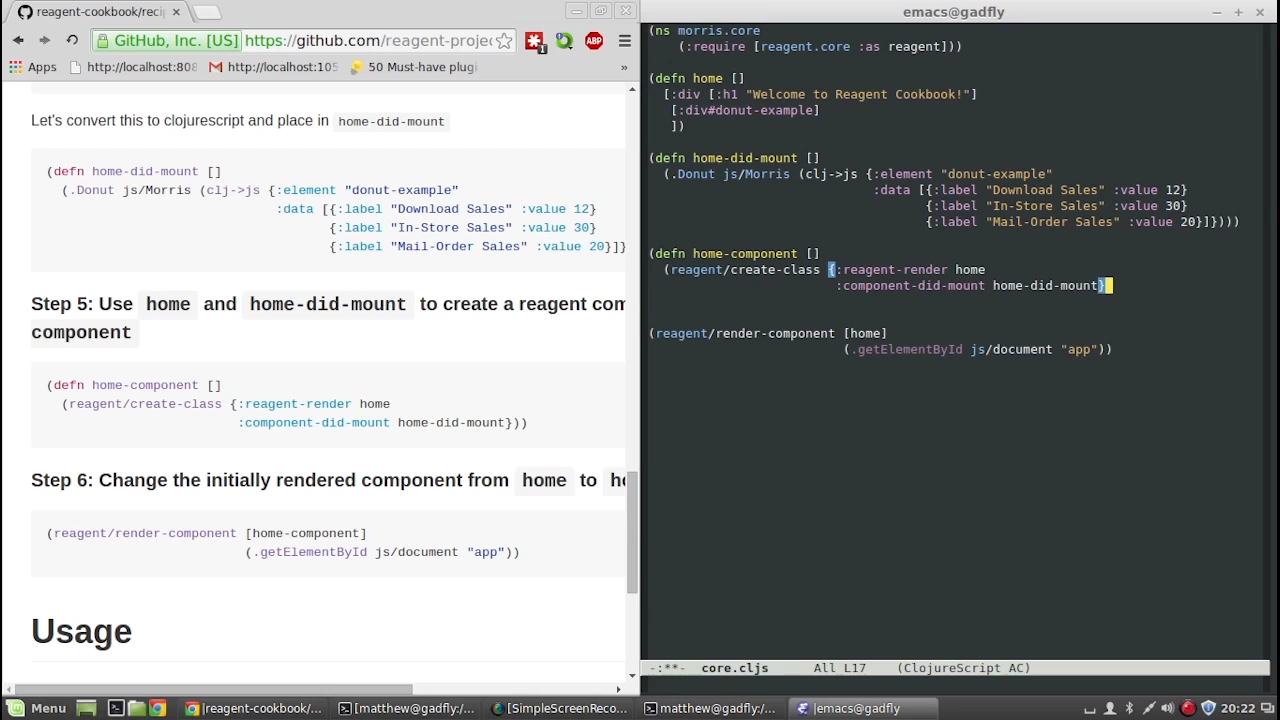 reagent-cookbook/recip
GitHub, Inc. [US] https://github.com/reagent-projec
1
ABP
Apps http://localhost:808 http://localhost:105 50 Must-have plugi »
Let's convert this to clojurescript and place in home-did-mount
(defn home-did-mount []
(.Donut js/Morris (clj->js {:element "donut-example"
:data [{:label "Download Sales" :value 12}
{:label "In-Store Sales" :value 30}
{:label "Mail-Order Sales" :value 20}]}
Step 5: Use home and home-did-mount to create a reagent com
component
(defn home-component []
(reagent/create-class {:reagent-render home
:component-did-mount home-did-mount}))
Step 6: Change the initially rendered component from home to ho
(reagent/render-component [home-component]
(.getElementById js/document "app"))
Usage
emacs@gadfly
(ns morris.core
(:require [reagent.core :as reagent]))
(defn home []
[:div [:h1 "Welcome to Reagent Cookbook!"]
[:div#donut-example]
])
(defn home-did-mount []
(.Donut js/Morris (clj->js {:element "donut-example"
:data [{:label "Download Sales" :value 12}
{:label "In-Store Sales" :value 30}
{:label "Mail-Order Sales" :value 20}]})))
(defn home-component []
(reagent/create-class {:reagent-render home
:component-did-mount home-did-mount}
(reagent/render-component [home]
(.getElementById js/document "app"))
-:**- core.cljs All L17 (ClojureScript AC)
Menu reagent-cookbook/... [matthew@gadfly:/... [SimpleScreenReco... matthew@gadfly:/... emacs@gadfly 20:22